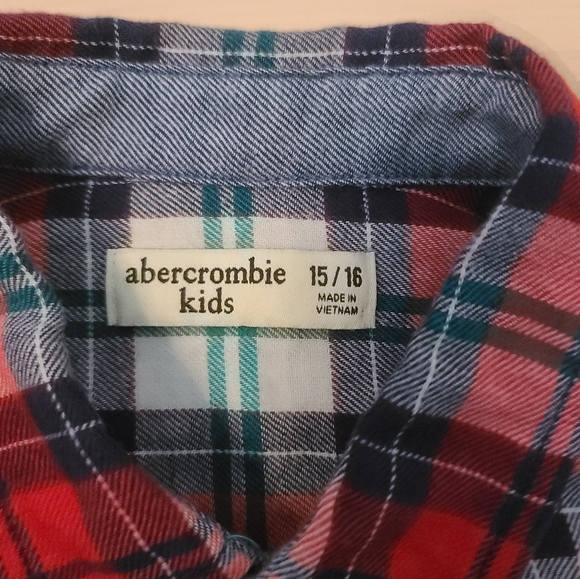 abercrombie
kids
15/16
MADE IN
VIETNAM